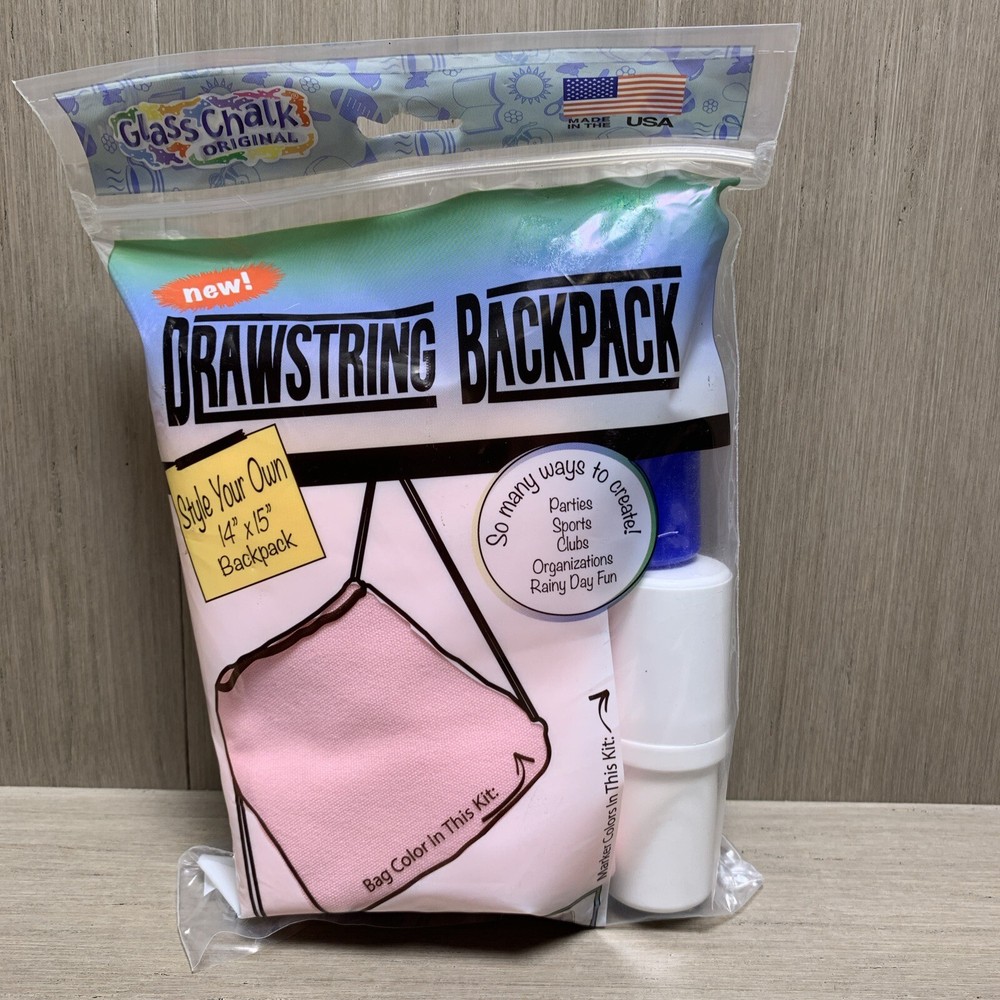 Glass Chalk
ORIGINAL
MADE
IN THE USA
new!
DRAWSTRING BACKPACK
Style Your Own
14" x 15"
Backpack
So many ways to create!
Parties
Sports
Clubs
Organizations
Rainy Day Fun
Bag Color In This Kit:
Marker Colors In This Kit: